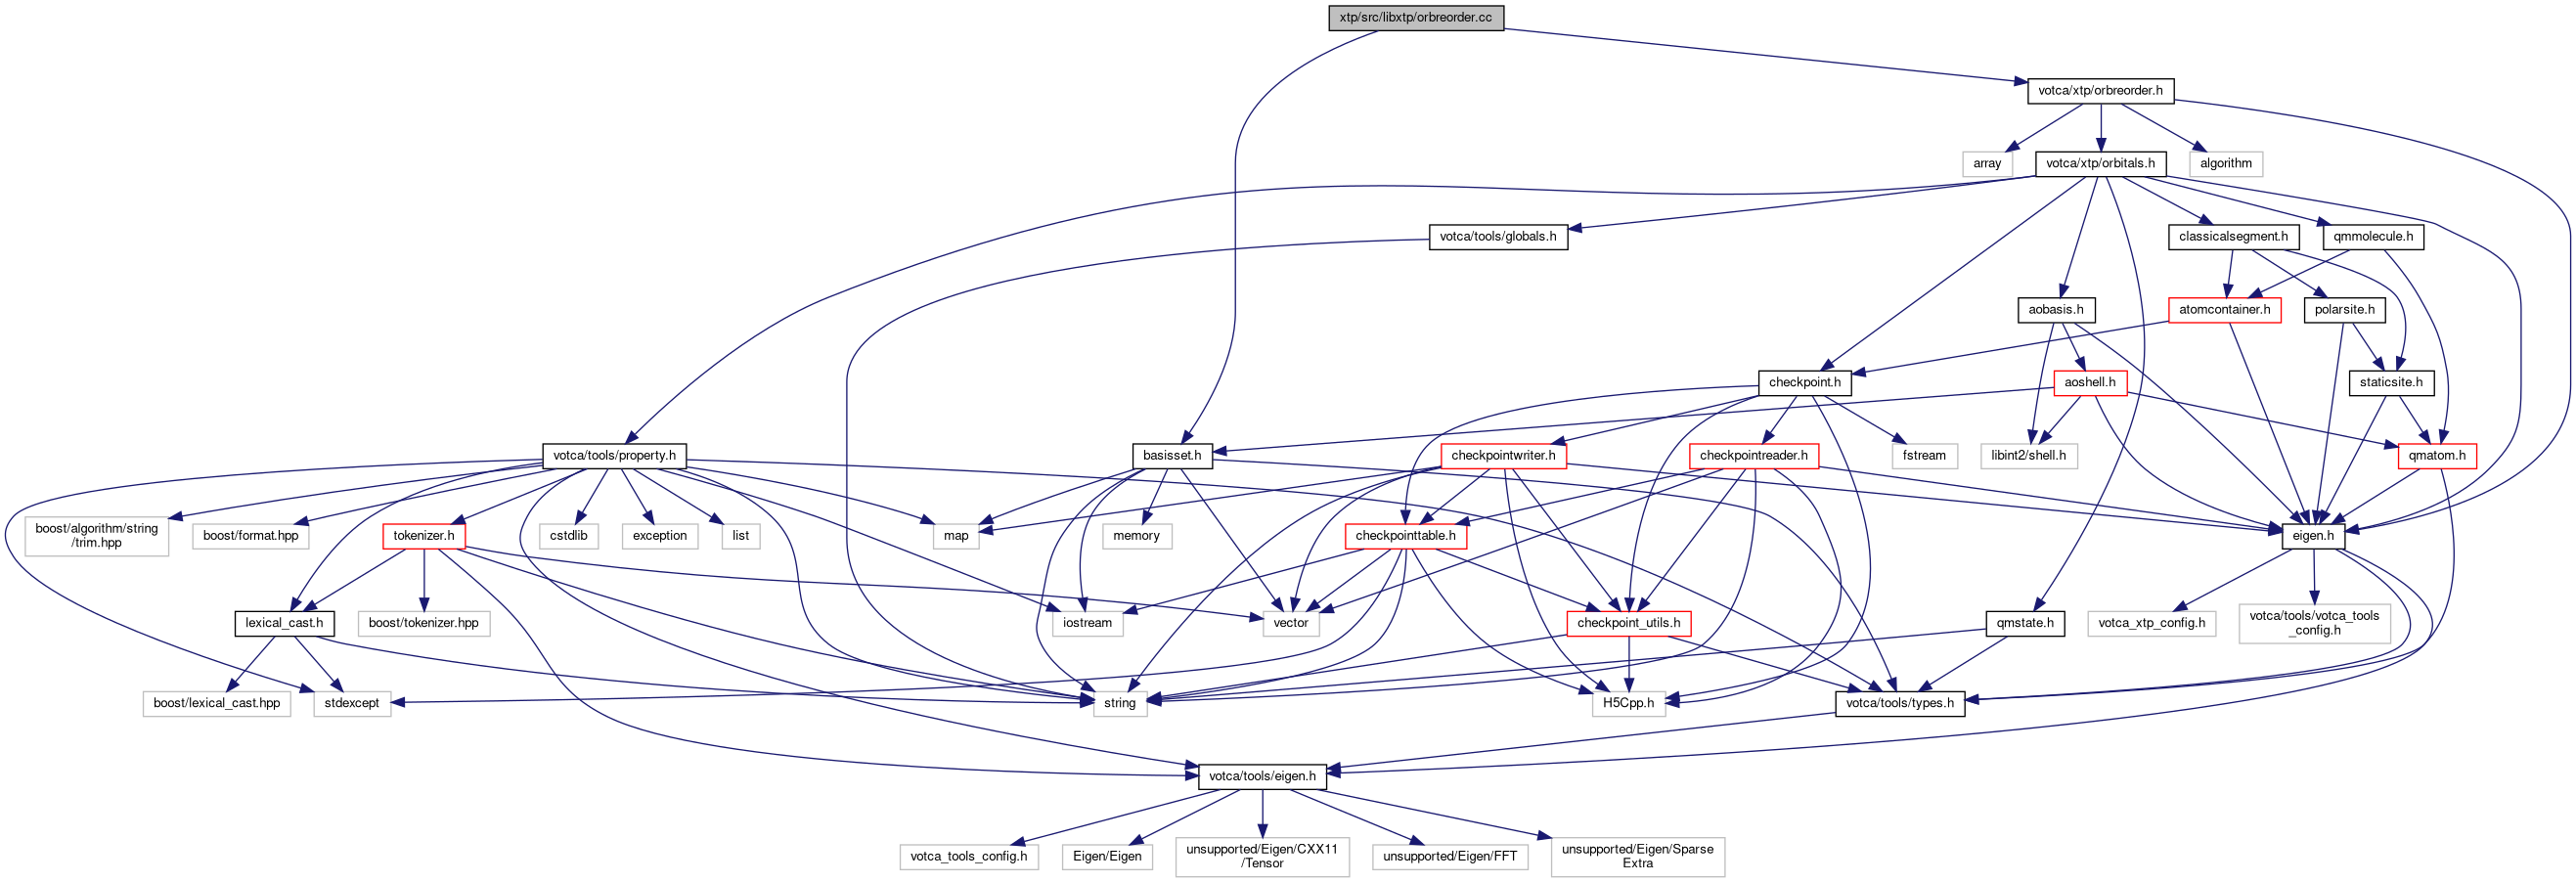 xtp/src/libxtp/orbreorder.cc
votca/xtp/orbreorder.h
array
votca/xtp/orbitals.h
algorithm
votca/tools/globals.h
classicalsegment.h
qmmolecule.h
aobasis.h
atomcontainer.h
polarsite.h
checkpoint.h
aoshell.h
staticsite.h
votca/tools/property.h
basisset.h
checkpointwriter.h
checkpointreader.h
fstream
libint2/shell.h
qmatom.h
boost/algorithm/string
/trim.hpp
boost/format.hpp
tokenizer.h
cstdlib
exception
list
map
memory
checkpointtable.h
eigen.h
lexical_cast.h
boost/tokenizer.hpp
iostream
vector
checkpoint_utils.h
qmstate.h
votca_xtp_config.h
votca/tools/votca_tools
_config.h
boost/lexical_cast.hpp
stdexcept
string
H5Cpp.h
votca/tools/types.h
votca/tools/eigen.h
votca_tools_config.h
Eigen/Eigen
unsupported/Eigen/CXX11
/Tensor
unsupported/Eigen/FFT
unsupported/Eigen/Sparse
Extra